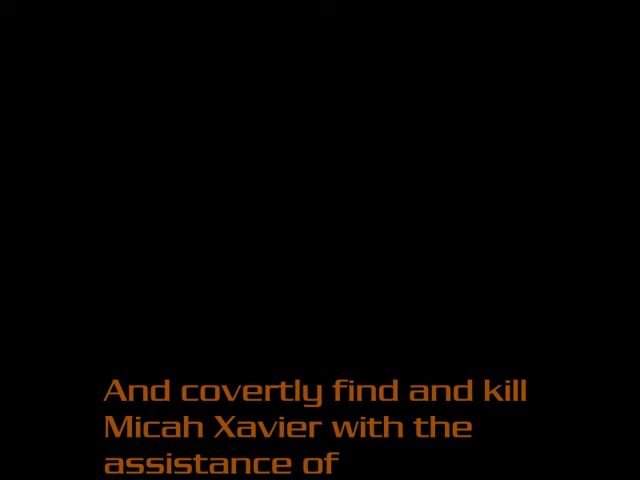 And covertly find and kill
Micah Xavier with the
assistance of